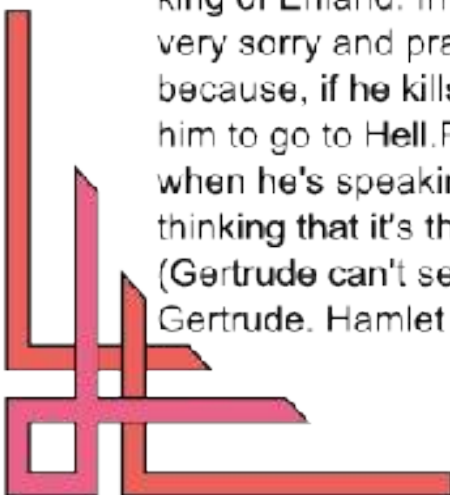 very sorry and pra
because, if he kills
him to go to Hell.F
when he's speakin
thinking that it's th
(Gertrude can't se
Gertrude. Hamlet